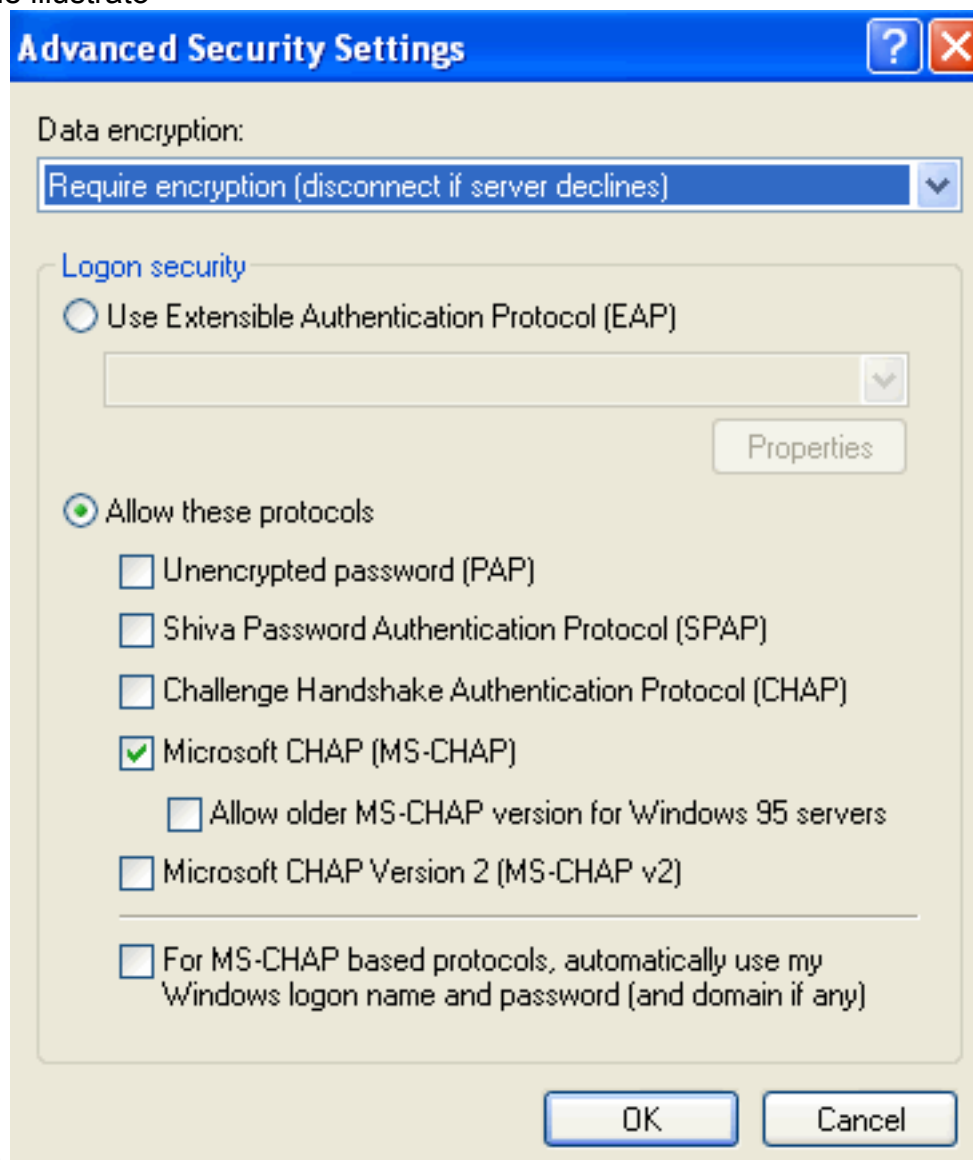 Advanced Security Settings
Data encryption:
Require encryption (disconnect if server declines)
Logon security
Use Extensible Authentication Protocol (EAP)
Properties
Allow these protocols
Unencrypted password (PAP)
Shiva Password Authentication Protocol (SPAP)
Challenge Handshake Authentication Protocol (CHAP)
Microsoft CHAP (MS-CHAP)
Allow older MS-CHAP version for Windows 95 servers
Microsoft CHAP Version 2 (MS-CHAP v2)
For MS-CHAP based protocols, automatically use my
Windows logon name and password (and domain if any)
OK Cancel